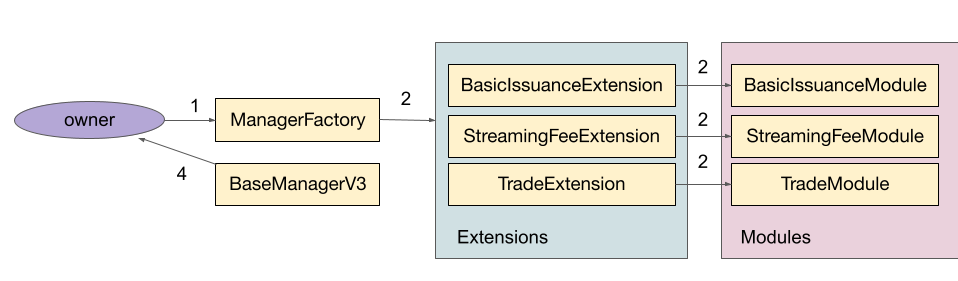 owner
1
ManagerFactory
2
4
BaseManagerV3
BasicIssuanceExtension
2
BasicIssuanceModule
StreamingFeeExtension
2
StreamingFeeModule
TradeExtension
2
TradeModule
Extensions
Modules